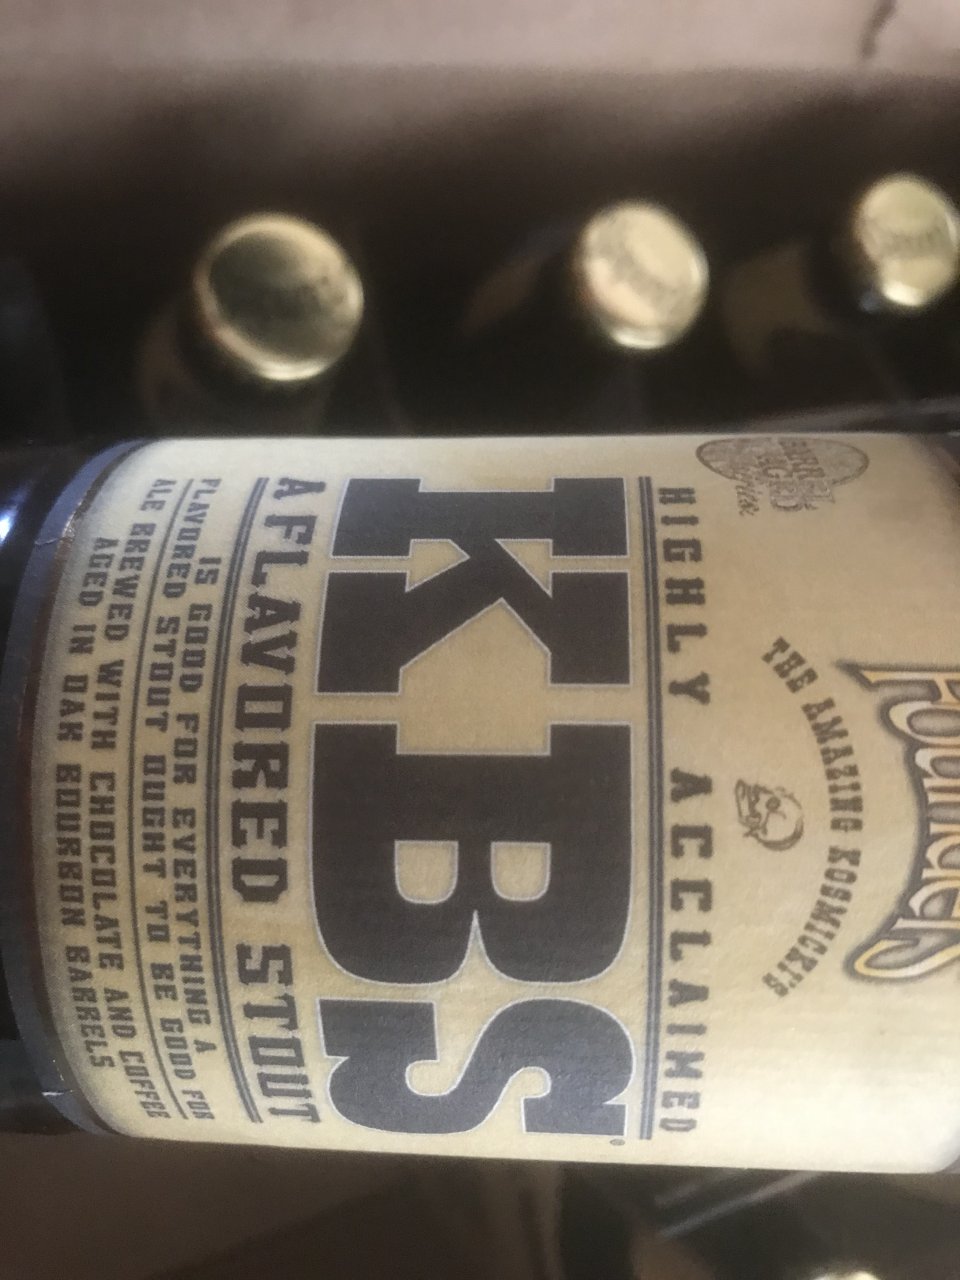 Founders
THE AMAZING KOSMICKI'S
HIGHLY ACCLAIMED
KBS
A FLAVORED STOUT
IS GOOD FOR EVERYTHING A
FLAVORED STOUT OUGHT TO BE GOOD FOR
ALE BREWED WITH CHOCOLATE AND COFFEE
AGED IN OAK BOURBON BARRELS